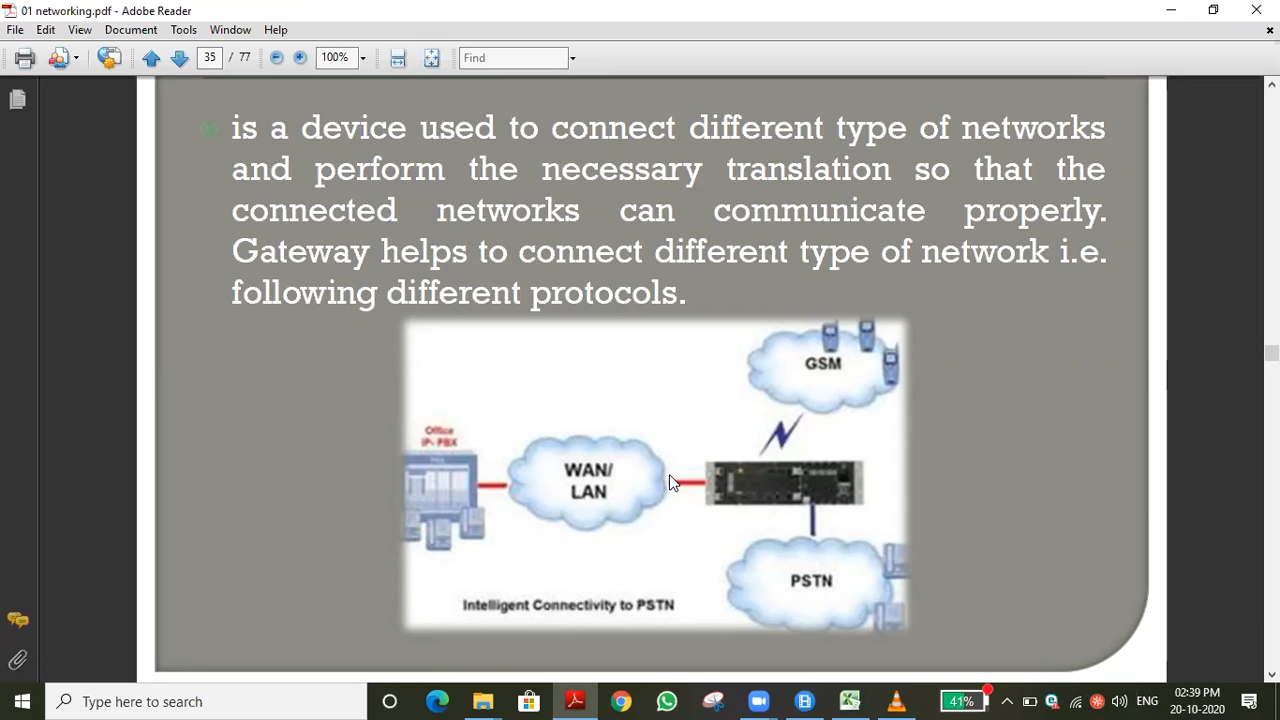 01 networking.pdf - Adobe Reader
File Edit View Document Tools Window Help
35 / 77 100% Find
is a device used to connect different type of networks
and perform the necessary translation so that the
connected networks can communicate properly.
Gateway helps to connect different type of network i.e.
following different protocols.
GSM
Office
IP- PBX
WAN/
LAN
PSTN
Intelligent Connectivity to PSTN
Type here to search
41%
ENG
02:39 PM
20-10-2020